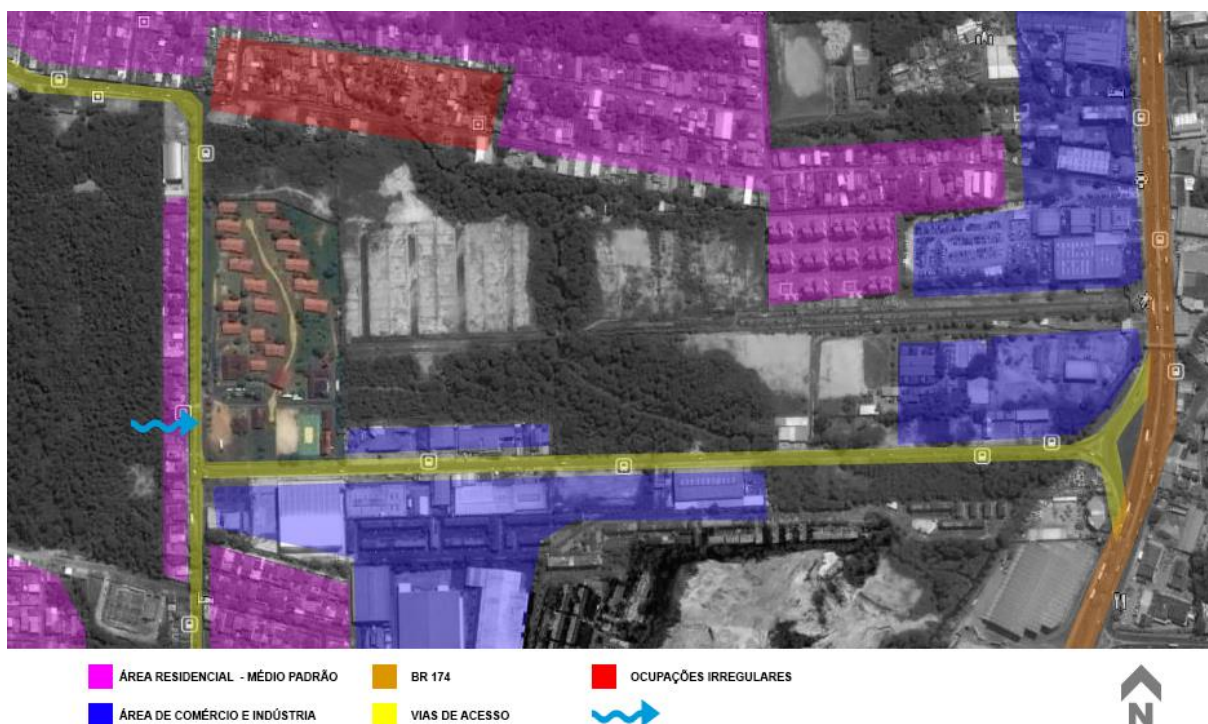 ÁREA RESIDENCIAL - MÉDIO PADRÃO
BR 174
OCUPAÇÕES IRREGULARES
ÁREA DE COMÉRCIO E INDÚSTRIA
VIAS DE ACESSO
N